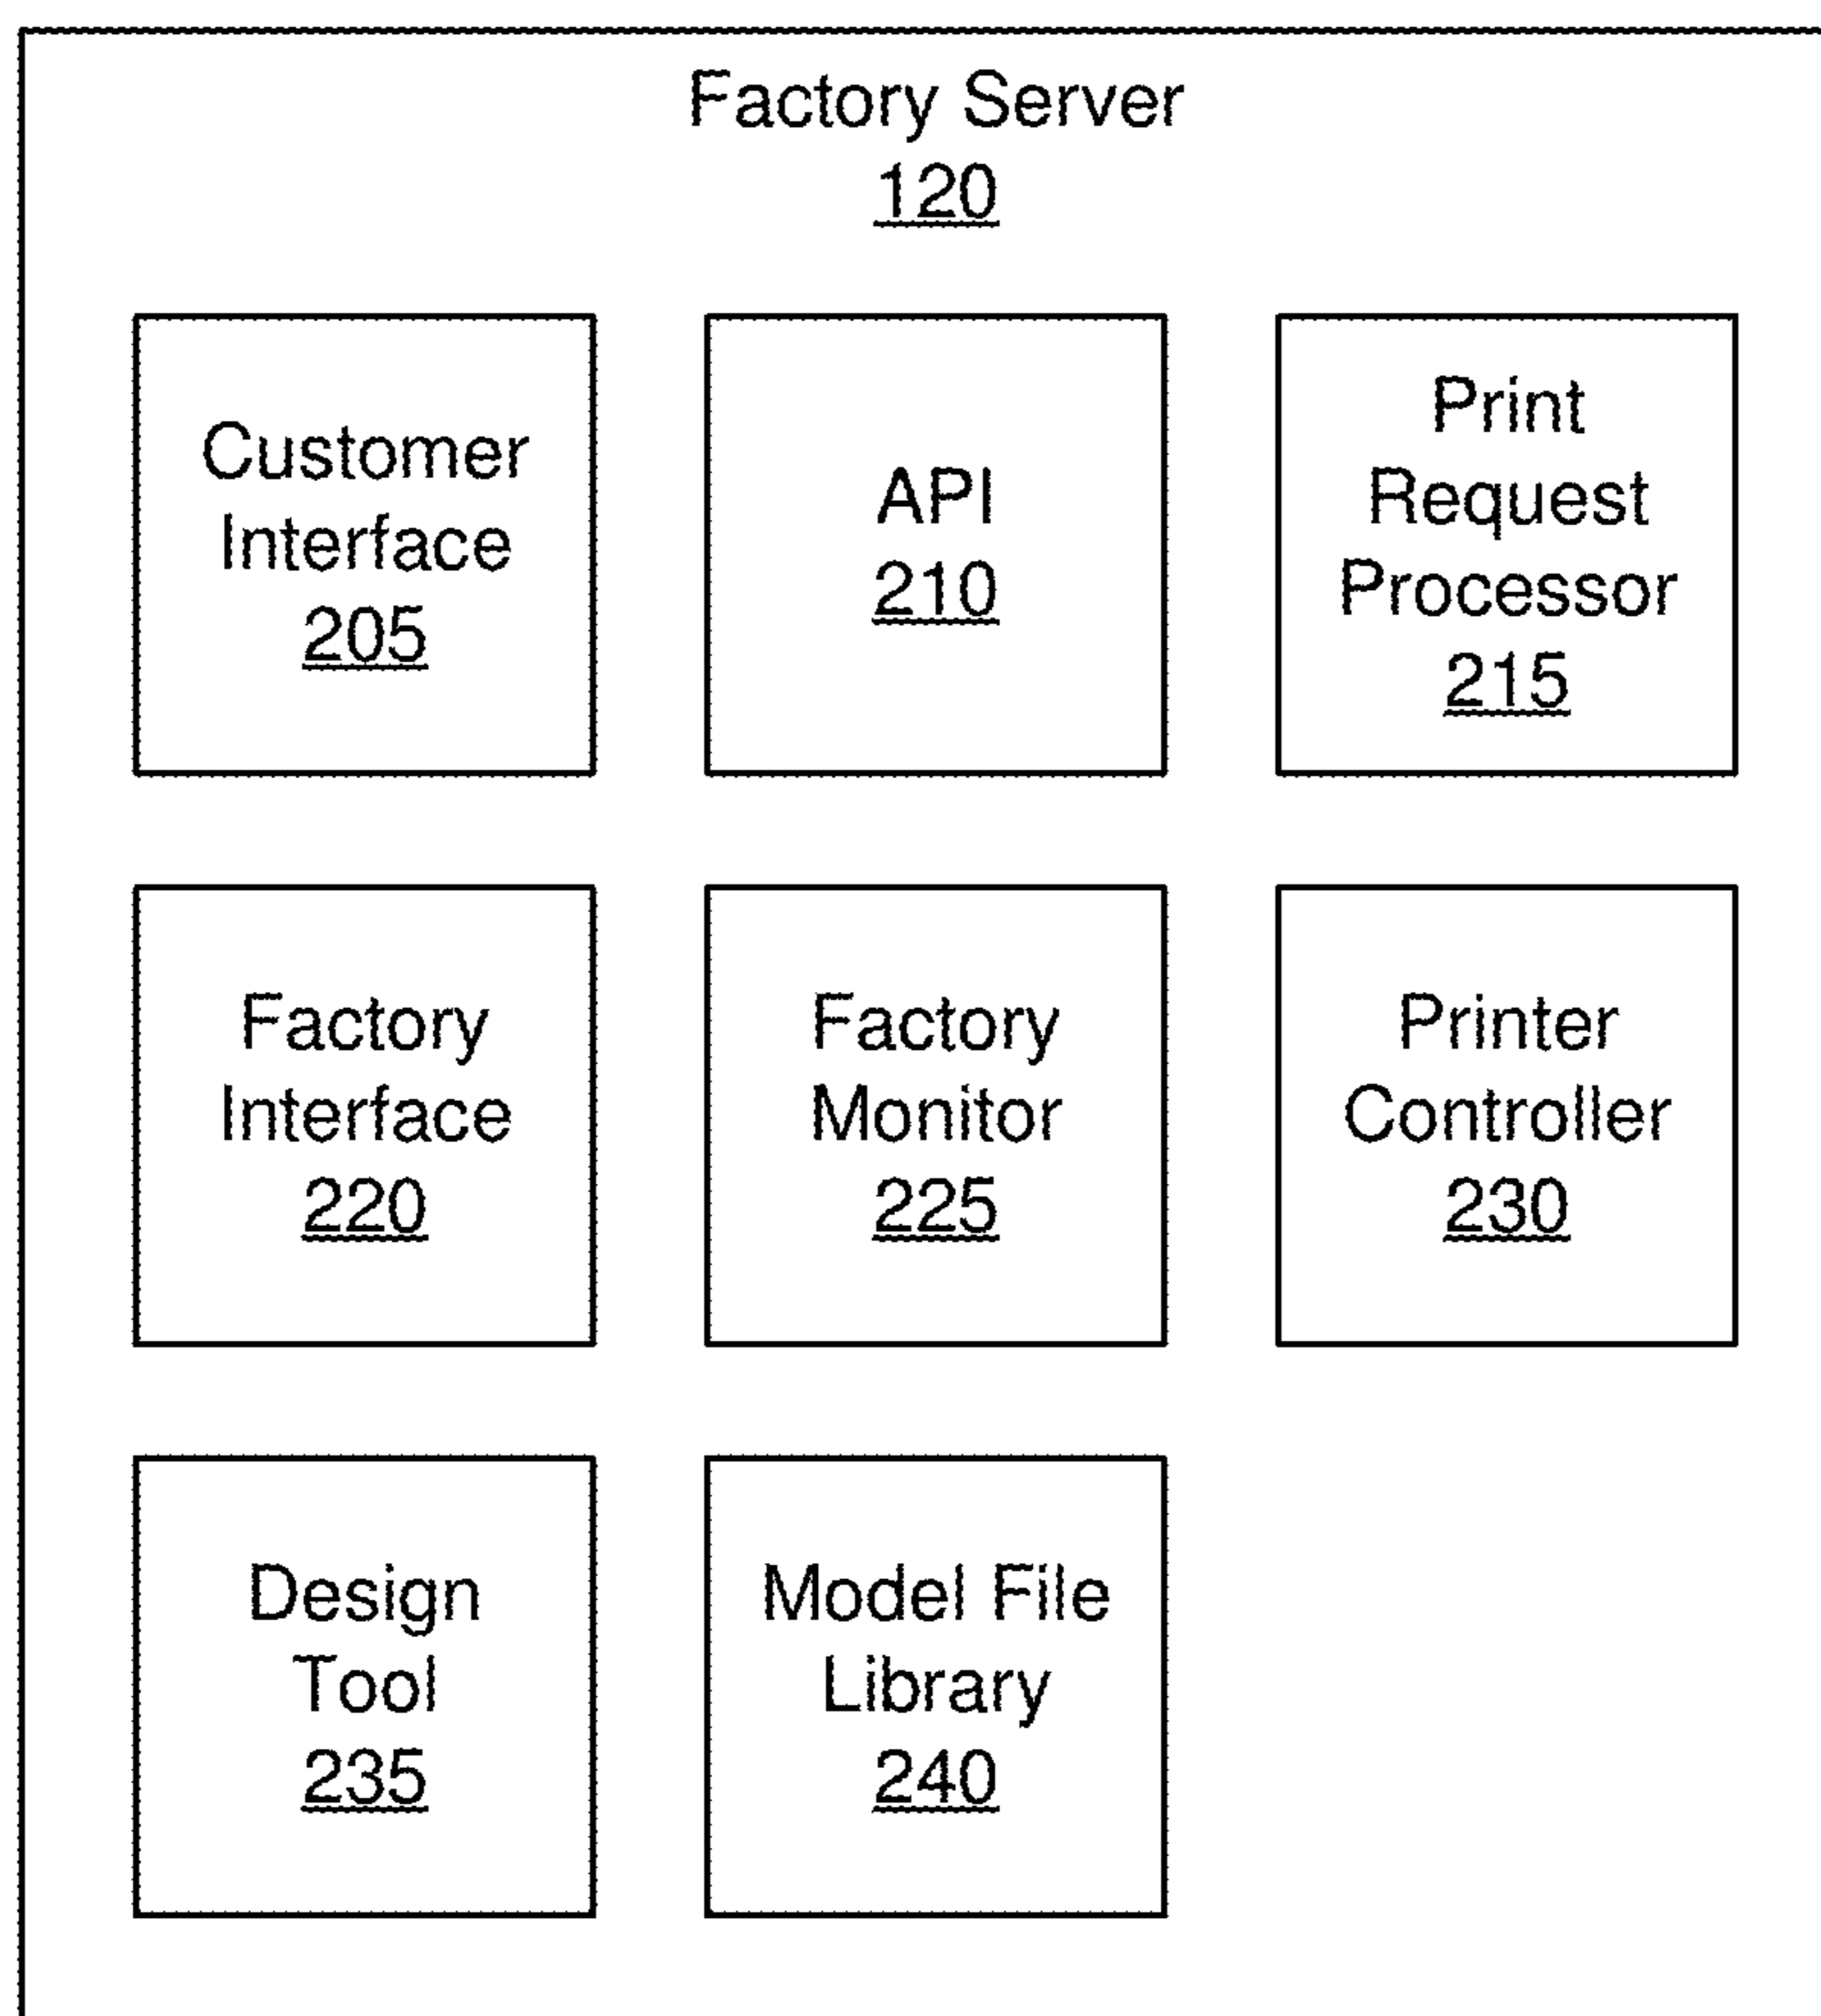 Factory Server
120
Customer
Interface
205
API
210
Print
Request
Processor
215
Factory
Interface
220
Factory
Monitor
225
Printer
Controller
230
Design
Tool
235
Model File
Library
240